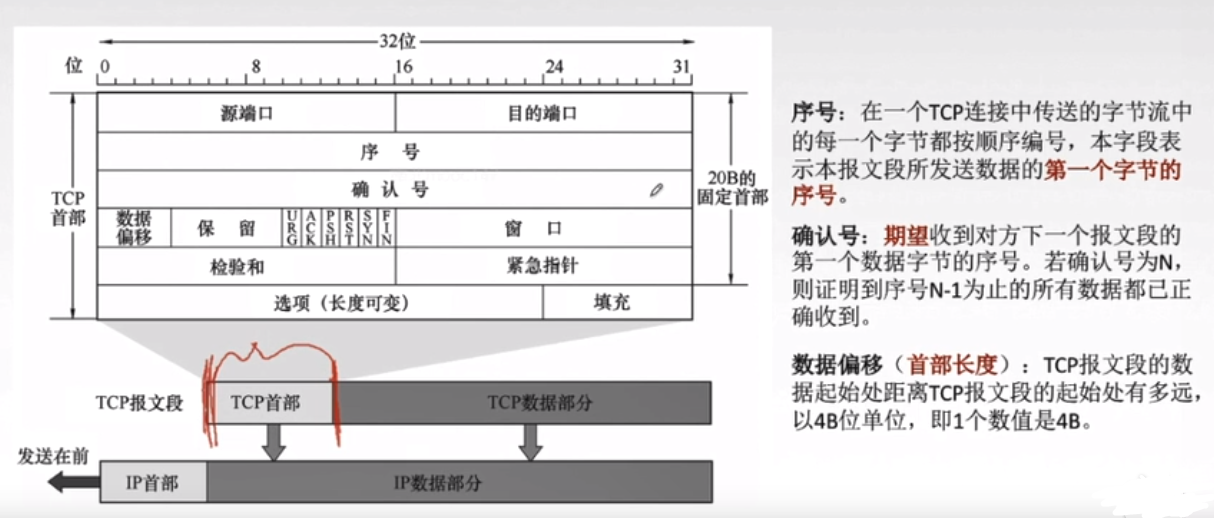 32位
位 0 8 16 24 31
源端口 目的端口
序 号
确 认 号
TCP
首部
20B的
固定首部
数据
偏移
保 留
URG
ACK
PSH
RST
SYN
FIN
窗 口
检验和 紧急指针
选项（长度可变） 填充
TCP报文段 TCP首部 TCP数据部分
发送在前
IP首部 IP数据部分
序号：在一个TCP连接中传送的字节流中
的每一个字节都按顺序编号，本字段表
示本报文段所发送数据的第一个字节的
序号。
确认号：期望收到对方下一个报文段的
第一个数据字节的序号。若确认号为N，
则证明到序号N-1为止的所有数据都已正
确收到。
数据偏移（首部长度）：TCP报文段的数
据起始处距离TCP报文段的起始处有多远，
以4B位单位，即1个数值是4B。